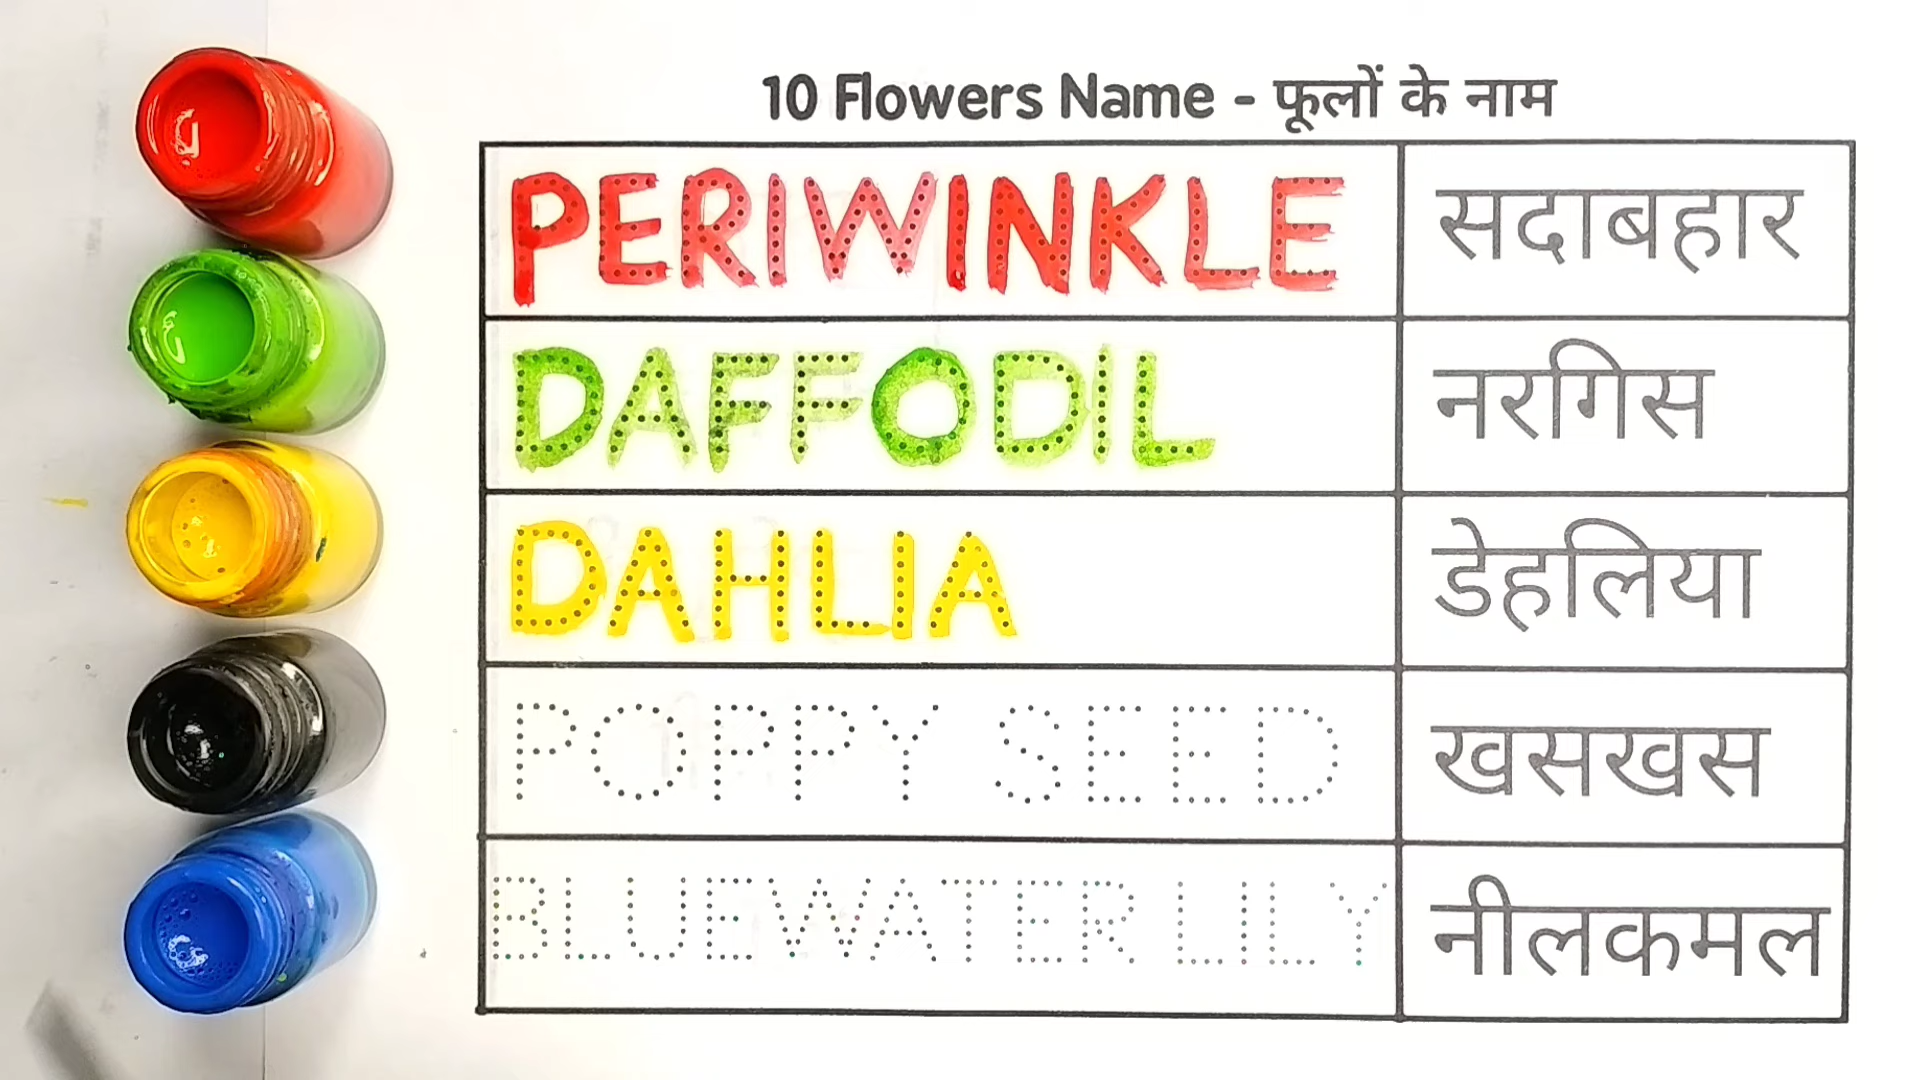 10 Flowers Name - फूलों के नाम
PERIWINKLE सदाबहार
DAFFODIL नरगिस
DAHLIA डेहलिया
POPPY SEED खसखस
BLUEWATER LILY नीलकमल